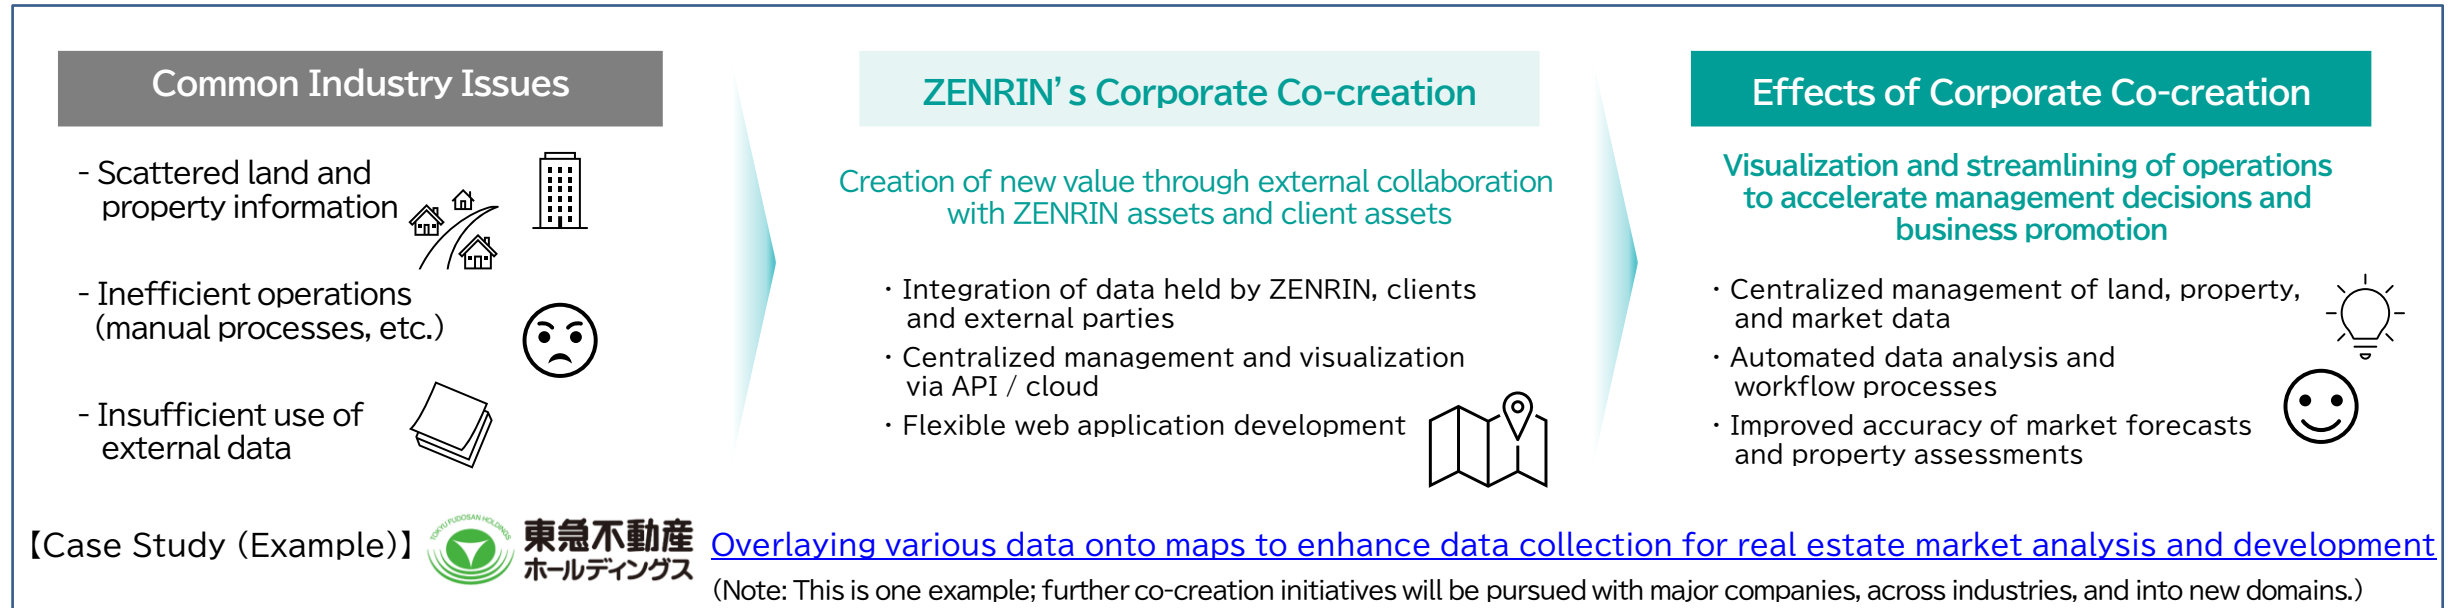 Common Industry Issues
- Scattered land and
property information
- Inefficient operations
(manual processes, etc.)
- Insufficient use of
external data
ZENRIN's Corporate Co-creation
Creation of new value through external collaboration
with ZENRIN assets and client assets
・Integration of data held by ZENRIN, clients
and external parties
・Centralized management and visualization
via API / cloud
・Flexible web application development
Effects of Corporate Co-creation
Visualization and streamlining of operations
to accelerate management decisions and
business promotion
・Centralized management of land, property,
and market data
・Automated data analysis and
workflow processes
・Improved accuracy of market forecasts
and property assessments
【Case Study (Example)】
TOKYU FUDOSAN HOLDINGS
東急不動産
ホールディングス
Overlaying various data onto maps to enhance data collection for real estate market analysis and development
(Note: This is one example; further co-creation initiatives will be pursued with major companies, across industries, and into new domains.)